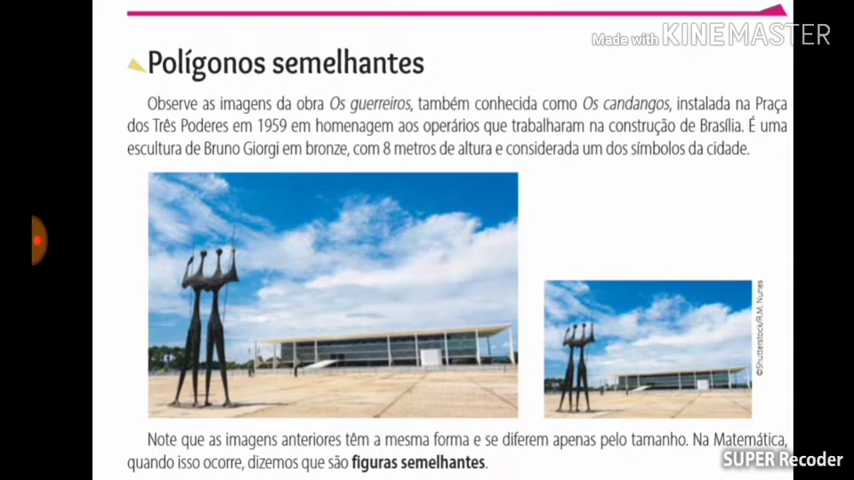 Made with KINEMASTER
Polígonos semelhantes
Observe as imagens da obra Os guerreiros, também conhecida como Os candangos, instalada na Praça
dos Três Poderes em 1959 em homenagem aos operários que trabalharam na construção de Brasília. É uma
escultura de Bruno Giorgi em bronze, com 8 metros de altura e considerada um dos símbolos da cidade.
©Shutterstock/R.M. Nunes
Note que as imagens anteriores têm a mesma forma e se diferem apenas pelo tamanho. Na Matemática,
quando isso ocorre, dizemos que são figuras semelhantes.
SUPER Recoder